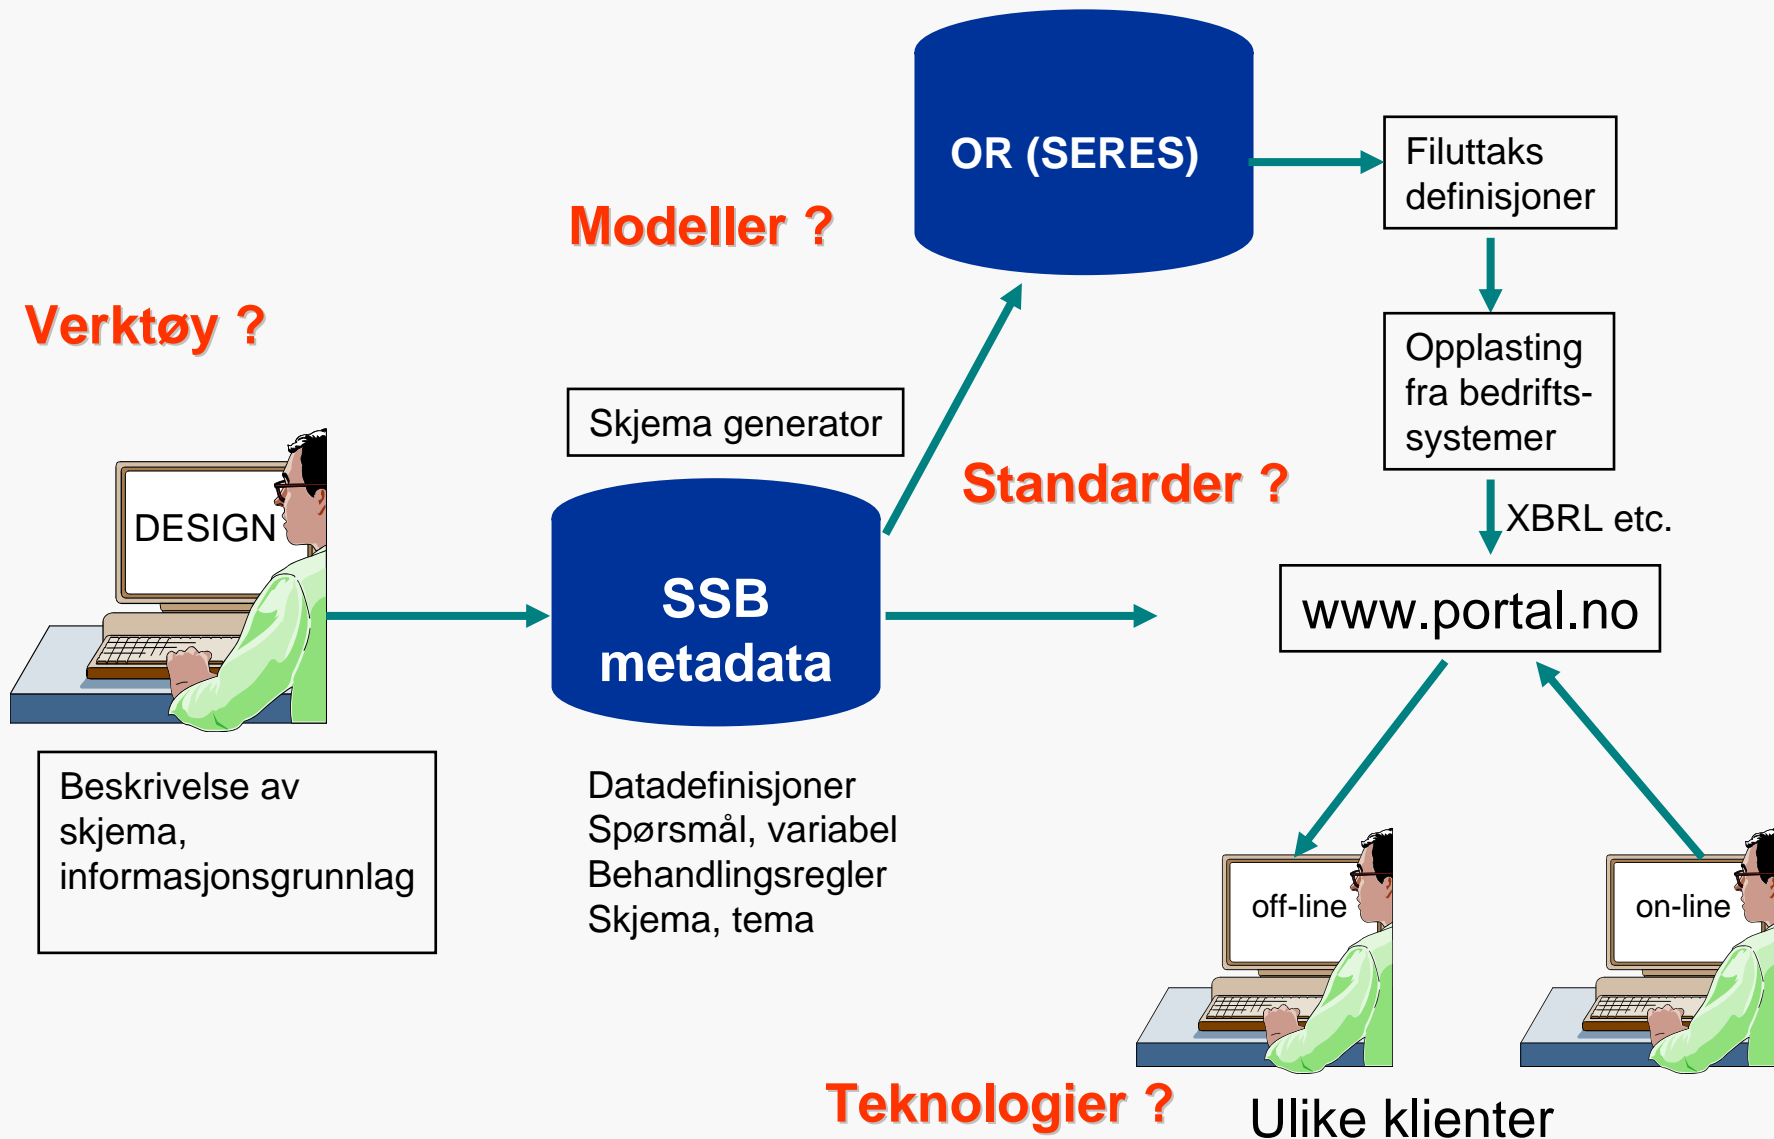 OR (SERES)
Filuttaks
definisjoner
Modeller ?
Verktøy ?
Opplasting
fra bedrifts-
systemer
Skjema generator
Standarder ?
XBRL etc.
DESIGN
SSB
metadata
www.portal.no
Beskrivelse av
skjema,
informasjonsgrunnlag
Datadefinisjoner
Spørsmål, variabel
Behandlingsregler
Skjema, tema
off-line
on-line
Teknologier ?
Ulike klienter